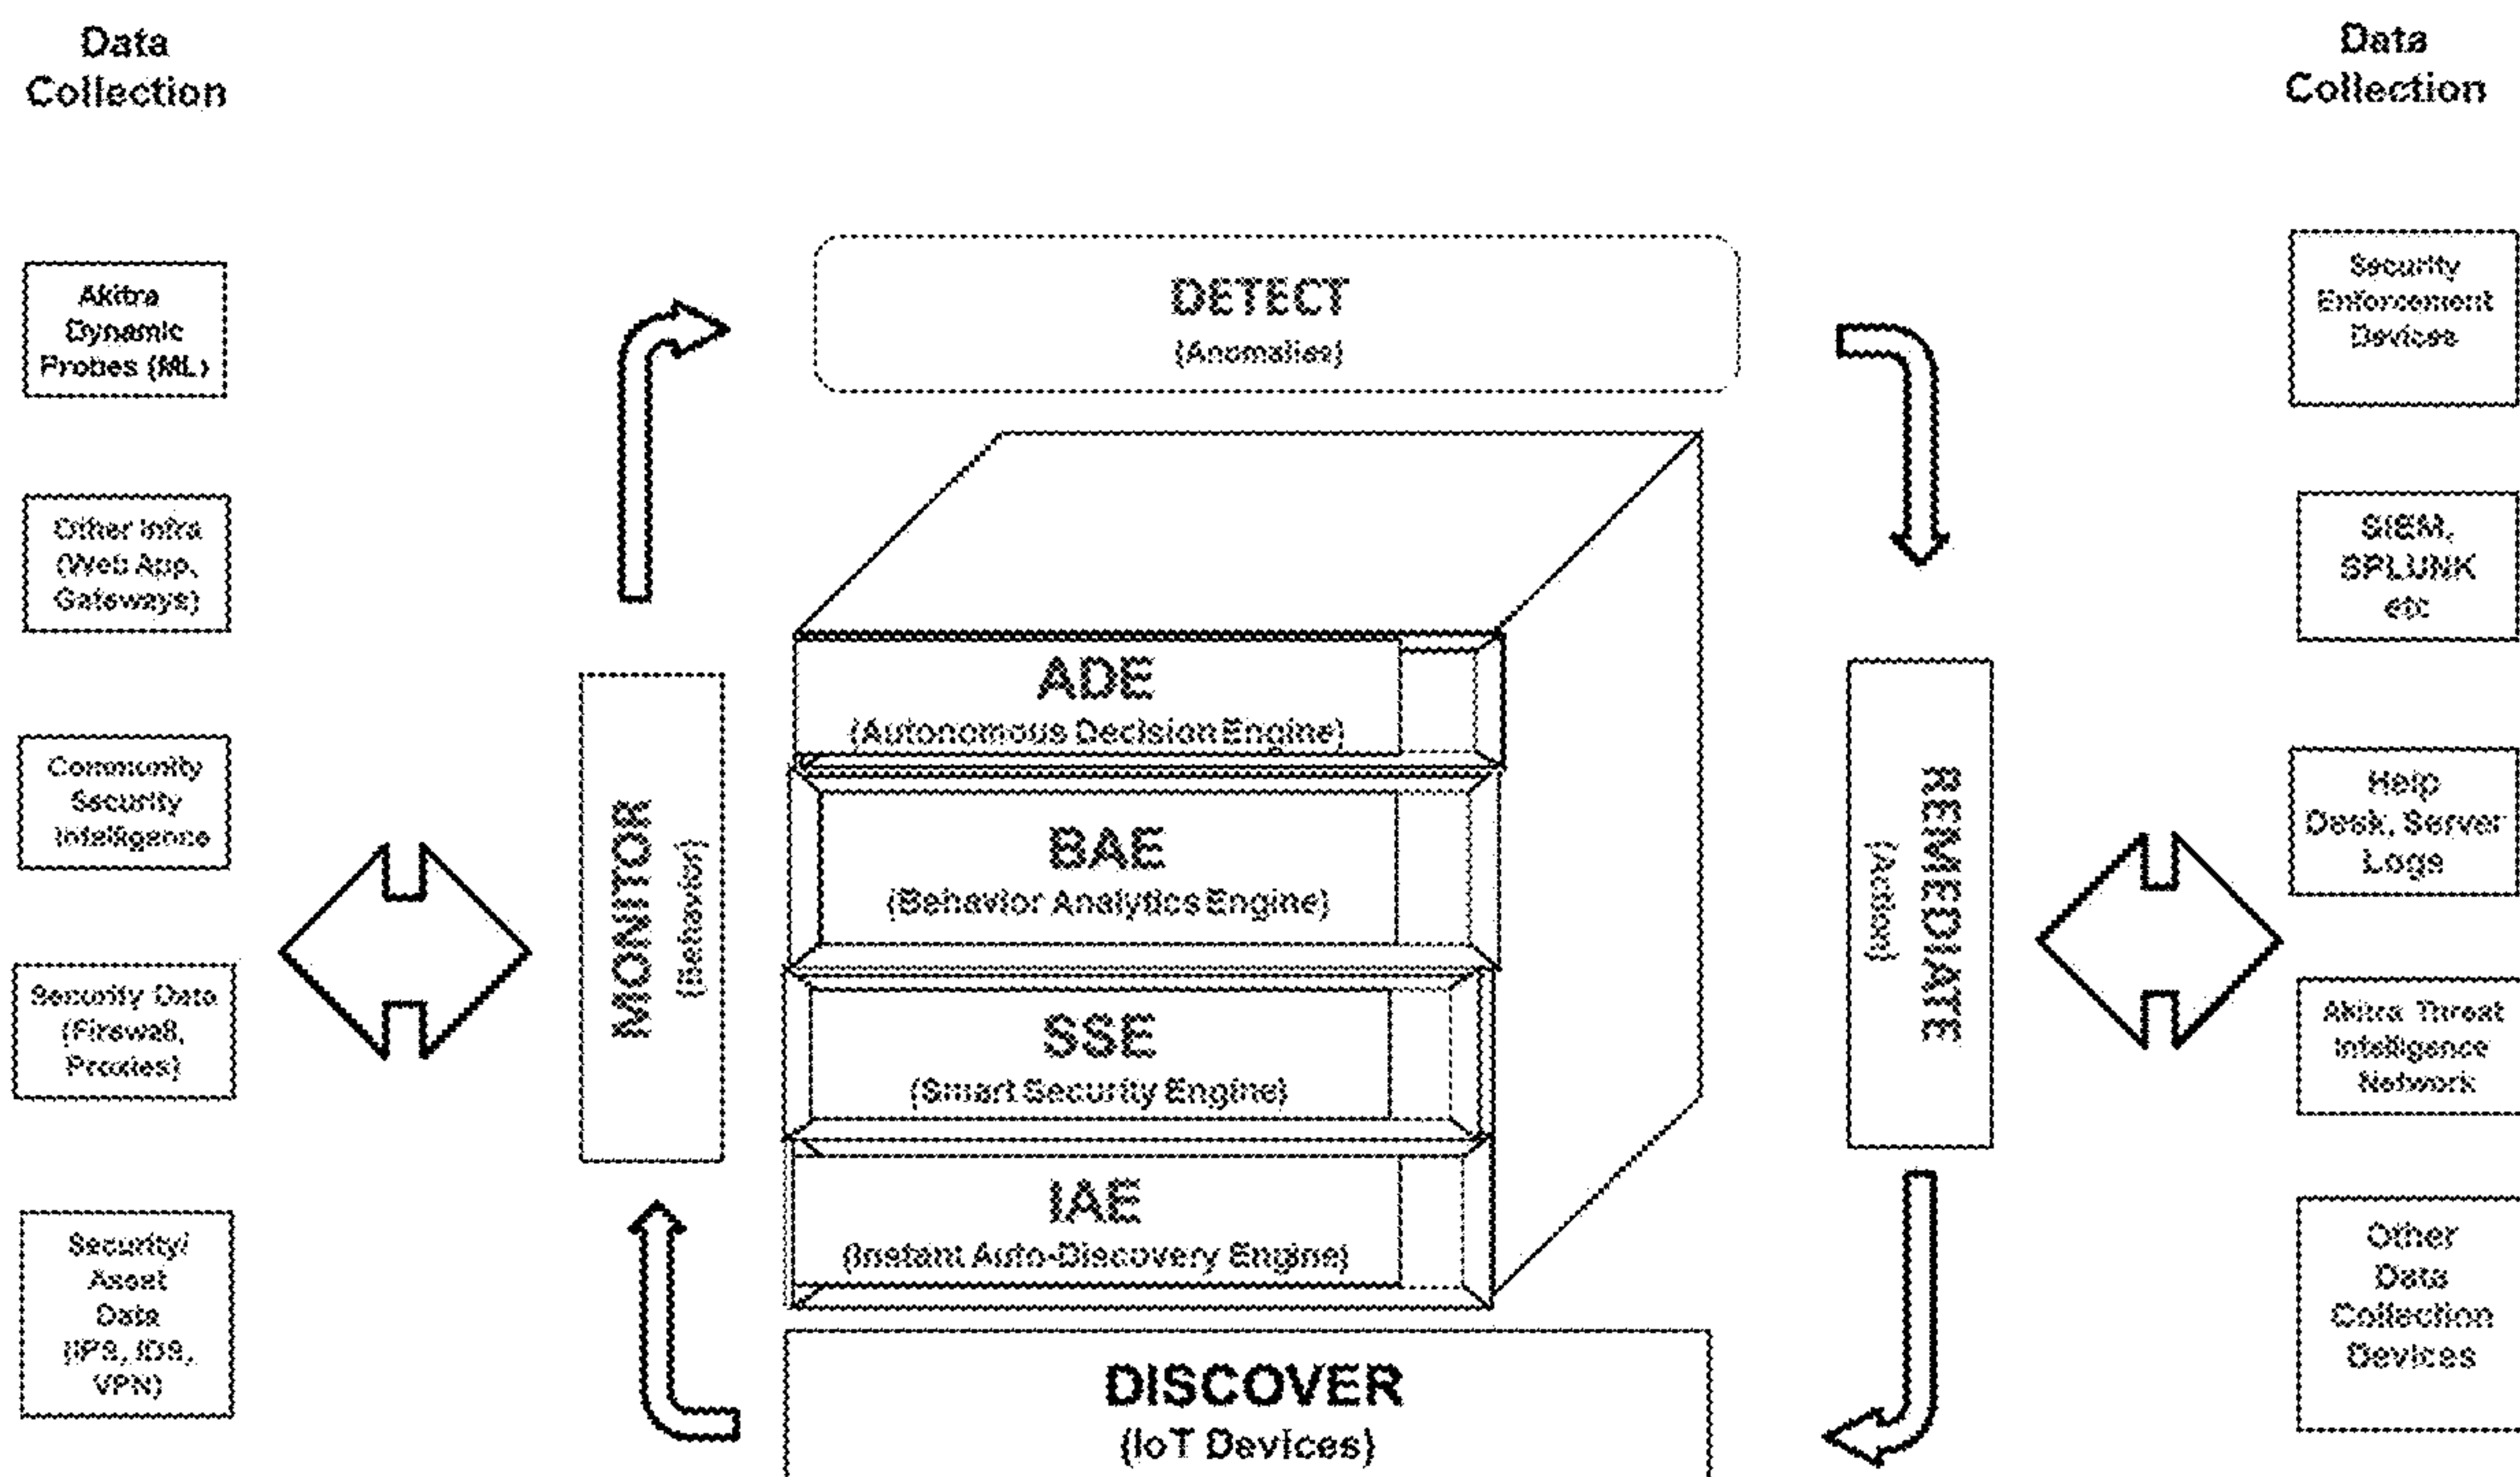 Data
Collection
Akitra
Dynamic
Probes (ML)
Other Infra
(Web App,
Gateways)
Community
Security
Intelligence
Security Data
(Firewall,
Proxies)
Security/
Asset
Data
(IPS, IDS,
VPN)
MONITOR
(Behavior)
DETECT
(Anomalies)
ADE
(Autonomous Decision Engine)
BAE
(Behavior Analytics Engine)
SSE
(Smart Security Engine)
IAE
(Instant Auto-Discovery Engine)
DISCOVER
(IoT Devices)
REMEDIATE
(Action)
Data
Collection
Security
Enforcement
Devices
SIEM,
SPLUNK
etc
Help
Desk, Server
Logs
Akitra Threat
Intelligence
Network
Other
Data
Collection
Devices